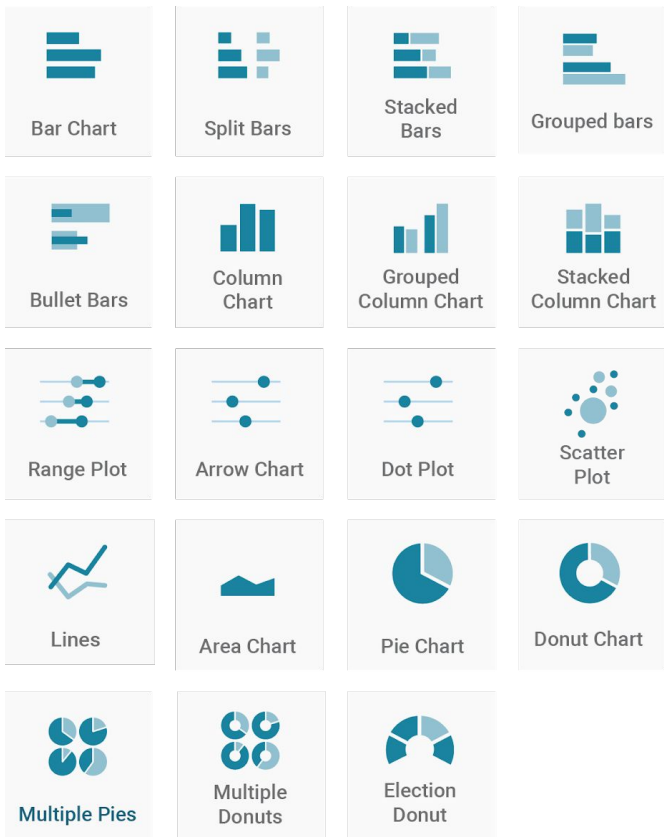 Bar Chart
Split Bars
Stacked
Bars
Grouped bars
Bullet Bars
Column
Chart
Grouped
Column Chart
Stacked
Column Chart
Range Plot
Arrow Chart
Dot Plot
Scatter
Plot
Lines
Area Chart
Pie Chart
Donut Chart
Multiple Pies
Multiple
Donuts
Election
Donut